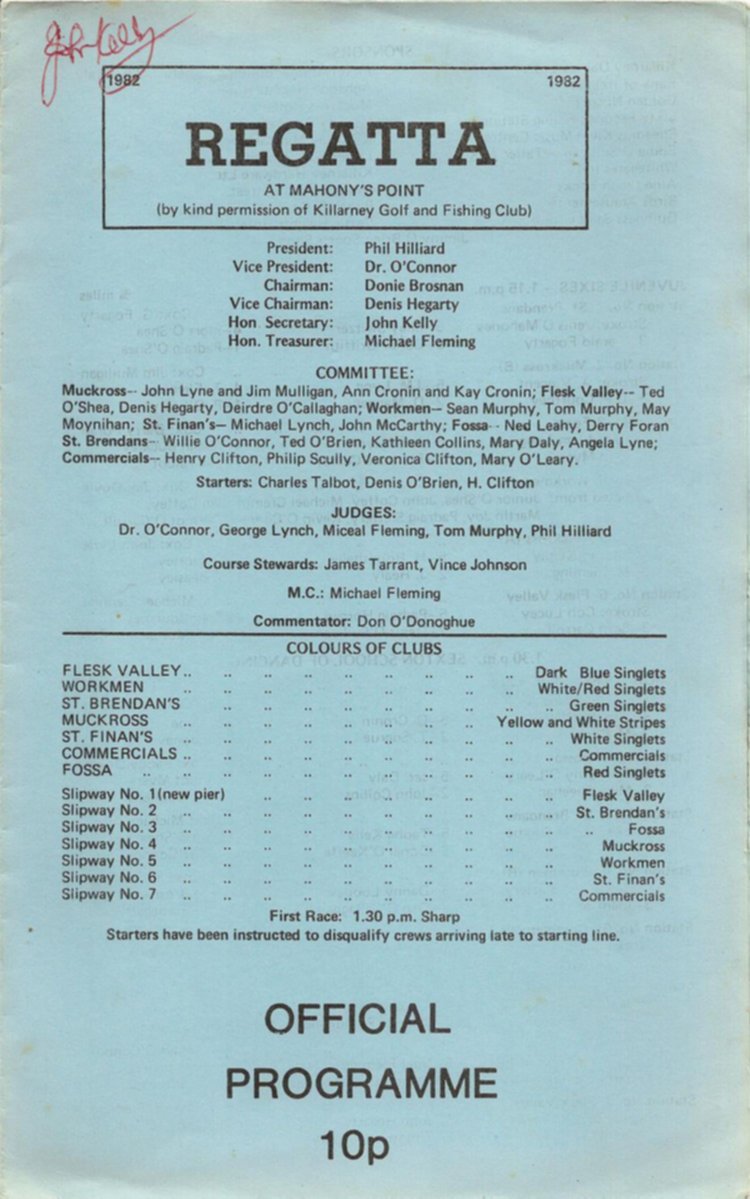 John Kelly
1982 1982
REGATTA
AT MAHONY'S POINT
(by kind permission of Killarney Golf and Fishing Club)
President: Phil Hilliard
Vice President: Dr. O'Connor
Chairman: Donie Brosnan
Vice Chairman: Denis Hegarty
Hon. Secretary: John Kelly
Hon. Treasurer: Michael Fleming
COMMITTEE:
Muckross-- John Lyne and Jim Mulligan, Ann Cronin and Kay Cronin; Flesk Valley-- Ted
O'Shea, Denis Hegarty, Deirdre O'Callaghan; Workmen— Sean Murphy, Tom Murphy, May
Moynihan; St. Finan's— Michael Lynch, John McCarthy; Fossa-- Ned Leahy, Derry Foran
St. Brendans-- Willie O'Connor, Ted O'Brien, Kathleen Collins, Mary Daly, Angela Lyne;
Commercials— Henry Clifton, Philip Scully, Veronica Clifton, Mary O'Leary.
Starters: Charles Talbot, Denis O'Brien, H. Clifton
JUDGES:
Dr. O'Connor, George Lynch, Miceal Fleming, Tom Murphy, Phil Hilliard
Course Stewards: James Tarrant, Vince Johnson
M.C.: Michael Fleming
Commentator: Don O'Donoghue
COLOURS OF CLUBS
FLESK VALLEY.. .. .. .. .. .. .. .. .. .. Dark Blue Singlets
WORKMEN .. .. .. .. .. .. .. .. .. White/Red Singlets
ST. BRENDAN'S .. .. .. .. .. .. .. .. .. Green Singlets
MUCKROSS .. .. .. .. .. .. .. .. Yellow and White Stripes
ST. FINAN'S .. .. .. .. .. .. .. .. .. .. White Singlets
COMMERCIALS .. .. .. .. .. .. .. .. .. .. Commercials
FOSSA .. .. .. .. .. .. .. .. .. .. .. Red Singlets
Slipway No. 1(new pier) .. .. .. .. .. .. .. .. Flesk Valley
Slipway No. 2 .. .. .. .. .. .. .. .. .. .. St. Brendan's
Slipway No. 3 .. .. .. .. .. .. .. .. .. .. .. Fossa
Slipway No. 4 .. .. .. .. .. .. .. .. .. .. Muckross
Slipway No. 5 .. .. .. .. .. .. .. .. .. .. Workmen
Slipway No. 6 .. .. .. .. .. .. .. .. .. .. St. Finan's
Slipway No. 7 .. .. .. .. .. .. .. .. .. .. Commercials
First Race: 1.30 p.m. Sharp
Starters have been instructed to disqualify crews arriving late to starting line.
OFFICIAL
PROGRAMME
10p